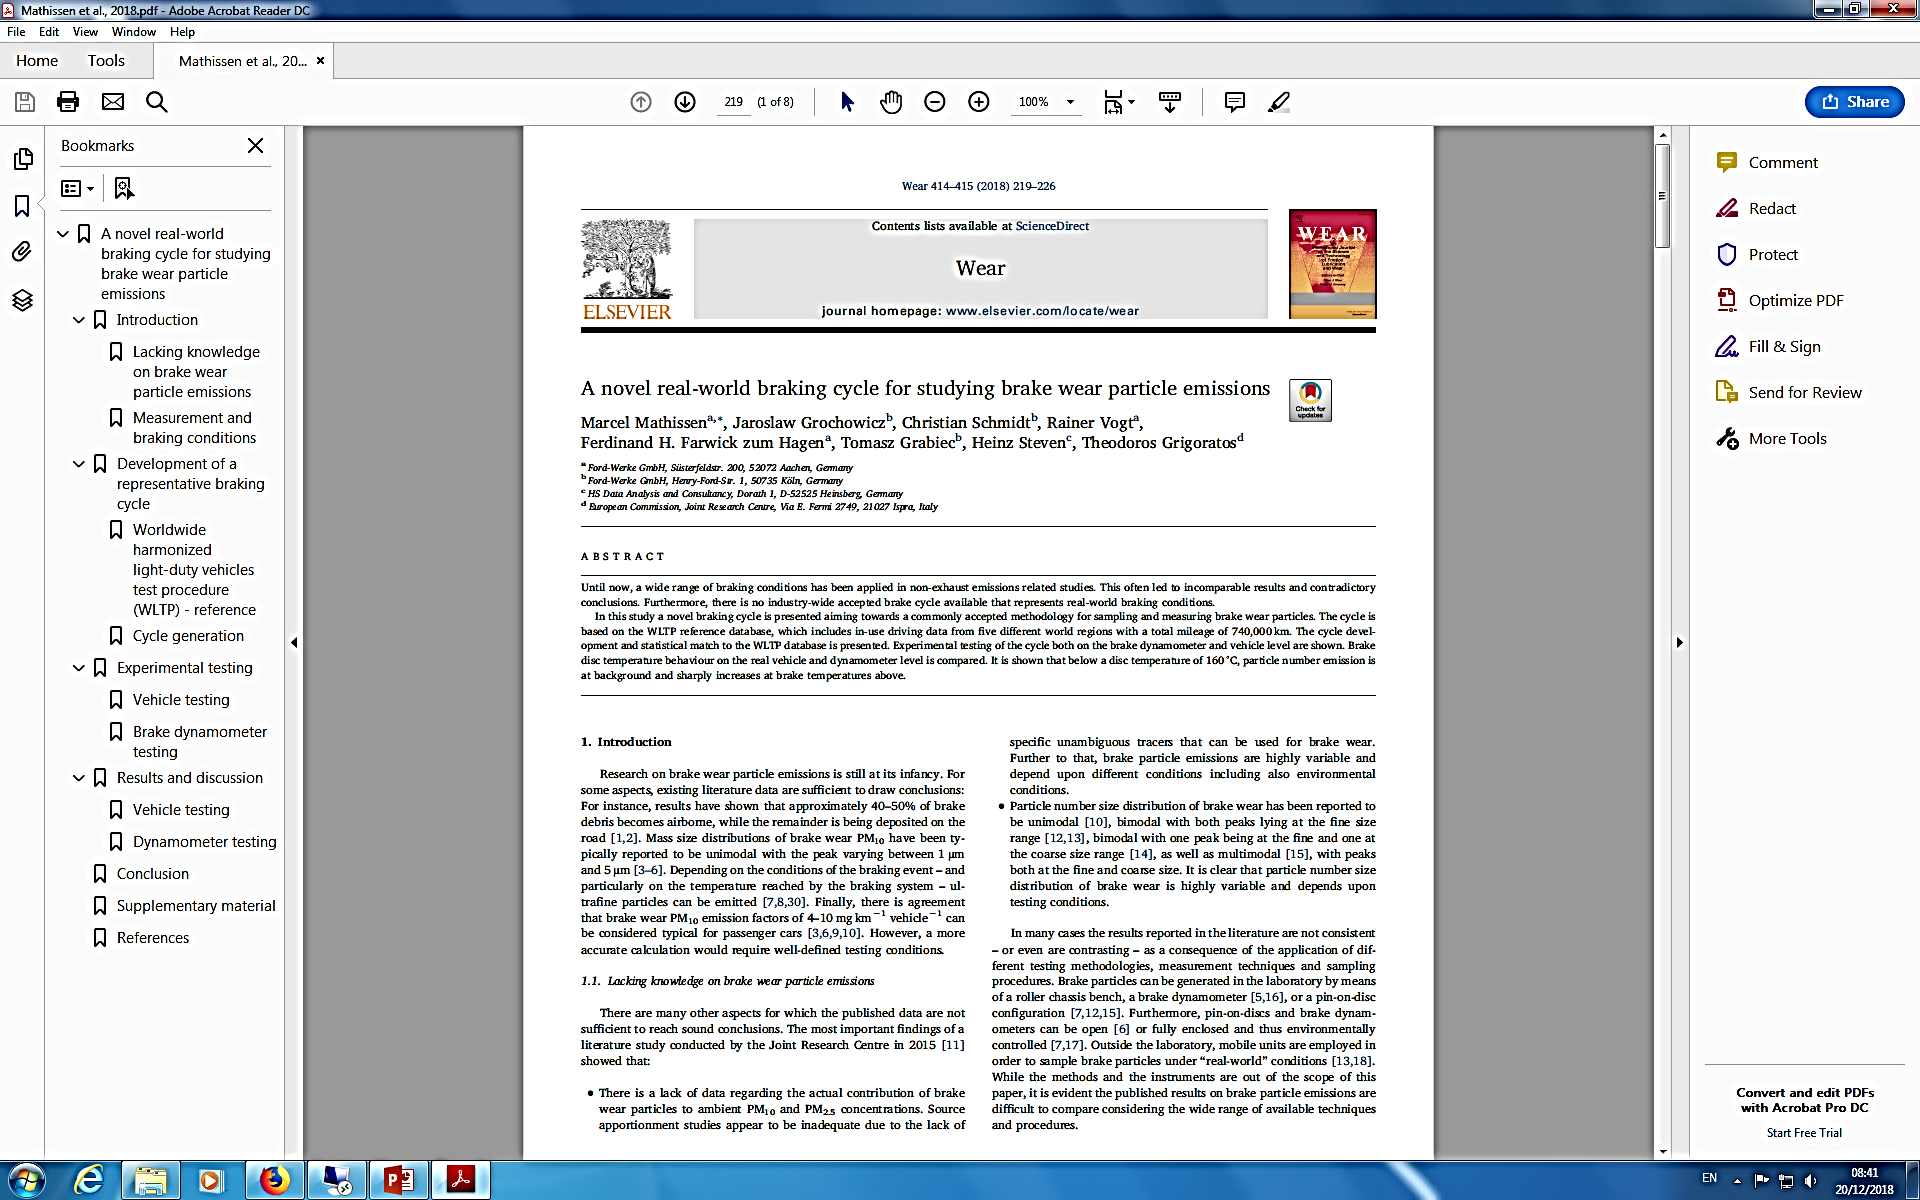 Mathissen et al., 2018.pdf - Adobe Acrobat Reader DC
File Edit View Window Help
Home Tools Mathissen et al., 20... ×
219 (1 of 8) 100% Share
Bookmarks
A novel real-world
braking cycle for studying
brake wear particle
emissions
Introduction
Lacking knowledge
on brake wear
particle emissions
Measurement and
braking conditions
Development of a
representative braking
cycle
Worldwide
harmonized
light-duty vehicles
test procedure
(WLTP) - reference
Cycle generation
Experimental testing
Vehicle testing
Brake dynamometer
testing
Results and discussion
Vehicle testing
Dynamometer testing
Conclusion
Supplementary material
References
Wear 414–415 (2018) 219–226
Contents lists available at ScienceDirect
Wear
journal homepage: www.elsevier.com/locate/wear
ELSEVIER
WEAR
A novel real-world braking cycle for studying brake wear particle emissions
Check for
updates
Marcel Mathissenᵃ,*, Jaroslaw Grochowiczᵇ, Christian Schmidtᵇ, Rainer Vogtᵃ,
Ferdinand H. Farwick zum Hagenᵃ, Tomasz Grabiecᵇ, Heinz Stevenᶜ, Theodoros Grigoratosᵈ
ᵃ Ford-Werke GmbH, Süsterfeldstr. 200, 52072 Aachen, Germany
ᵇ Ford-Werke GmbH, Henry-Ford-Str. 1, 50735 Köln, Germany
ᶜ HS Data Analysis and Consultancy, Dorath 1, D-52525 Heinsberg, Germany
ᵈ European Commission, Joint Research Centre, Via E. Fermi 2749, 21027 Ispra, Italy
ABSTRACT
Until now, a wide range of braking conditions has been applied in non-exhaust emissions related studies. This often led to incomparable results and contradictory
conclusions. Furthermore, there is no industry-wide accepted brake cycle available that represents real-world braking conditions.
In this study a novel braking cycle is presented aiming towards a commonly accepted methodology for sampling and measuring brake wear particles. The cycle is
based on the WLTP reference database, which includes in-use driving data from five different world regions with a total mileage of 740,000 km. The cycle devel-
opment and statistical match to the WLTP database is presented. Experimental testing of the cycle both on the brake dynamometer and vehicle level are shown. Brake
disc temperature behaviour on the real vehicle and dynamometer level is compared. It is shown that below a disc temperature of 160 °C, particle number emission is
at background and sharply increases at brake temperatures above.
1. Introduction
Research on brake wear particle emissions is still at its infancy. For
some aspects, existing literature data are sufficient to draw conclusions:
For instance, results have shown that approximately 40–50% of brake
debris becomes airborne, while the remainder is being deposited on the
road [1,2]. Mass size distributions of brake wear PM₁₀ have been ty-
pically reported to be unimodal with the peak varying between 1 µm
and 5 µm [3–6]. Depending on the conditions of the braking event – and
particularly on the temperature reached by the braking system – ul-
trafine particles can be emitted [7,8,30]. Finally, there is agreement
that brake wear PM₁₀ emission factors of 4–10 mg km⁻¹ vehicle⁻¹ can
be considered typical for passenger cars [3,6,9,10]. However, a more
accurate calculation would require well-defined testing conditions.
1.1. Lacking knowledge on brake wear particle emissions
There are many other aspects for which the published data are not
sufficient to reach sound conclusions. The most important findings of a
literature study conducted by the Joint Research Centre in 2015 [11]
showed that:
• There is a lack of data regarding the actual contribution of brake
wear particles to ambient PM₁₀ and PM₂.₅ concentrations. Source
apportionment studies appear to be inadequate due to the lack of
specific unambiguous tracers that can be used for brake wear.
Further to that, brake particle emissions are highly variable and
depend upon different conditions including also environmental
conditions.
• Particle number size distribution of brake wear has been reported to
be unimodal [10], bimodal with both peaks lying at the fine size
range [12,13], bimodal with one peak being at the fine and one at
the coarse size range [14], as well as multimodal [15], with peaks
both at the fine and coarse size. It is clear that particle number size
distribution of brake wear is highly variable and depends upon
testing conditions.
In many cases the results reported in the literature are not consistent
– or even are contrasting – as a consequence of the application of dif-
ferent testing methodologies, measurement techniques and sampling
procedures. Brake particles can be generated in the laboratory by means
of a roller chassis bench, a brake dynamometer [5,16], or a pin-on-disc
configuration [7,12,15]. Furthermore, pin-on-discs and brake dynam-
ometers can be open [6] or fully enclosed and thus environmentally
controlled [7,17]. Outside the laboratory, mobile units are employed in
order to sample brake particles under “real-world” conditions [13,18].
While the methods and the instruments are out of the scope of this
paper, it is evident the published results on brake particle emissions are
difficult to compare considering the wide range of available techniques
and procedures.
Comment
Redact
Protect
Optimize PDF
Fill & Sign
Send for Review
More Tools
Convert and edit PDFs
with Acrobat Pro DC
Start Free Trial
EN
08:41
20/12/2018